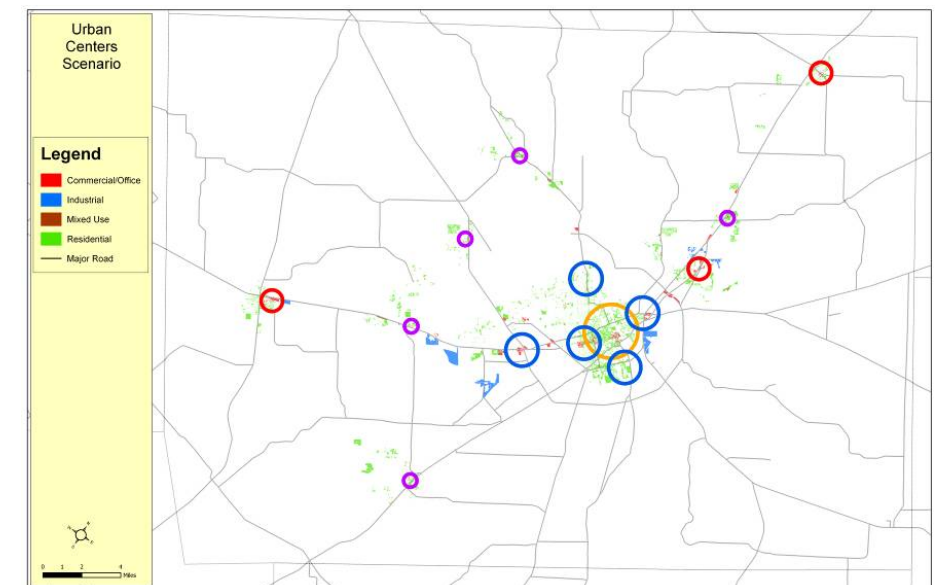 Urban
Centers
Scenario
Legend
Commercial/Office
Industrial
Mixed Use
Residential
Major Road
0 1 2 4
Miles